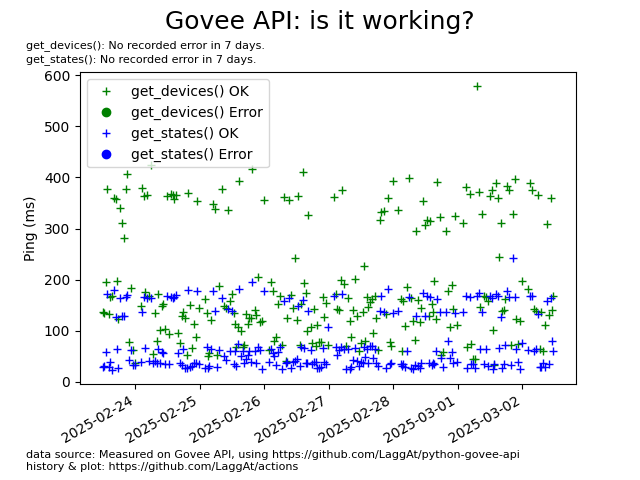 Govee API: is it working?
get_devices(): No recorded error in 7 days.
get_states(): No recorded error in 7 days.
600
500
400
300
200
100
0
Ping (ms)
get_devices() OK
get_devices() Error
get_states() OK
get_states() Error
2025-02-24
2025-02-25
2025-02-26
2025-02-27
2025-02-28
2025-03-01
2025-03-02
data source: Measured on Govee API, using https://github.com/LaggAt/python-govee-api
history & plot: https://github.com/LaggAt/actions